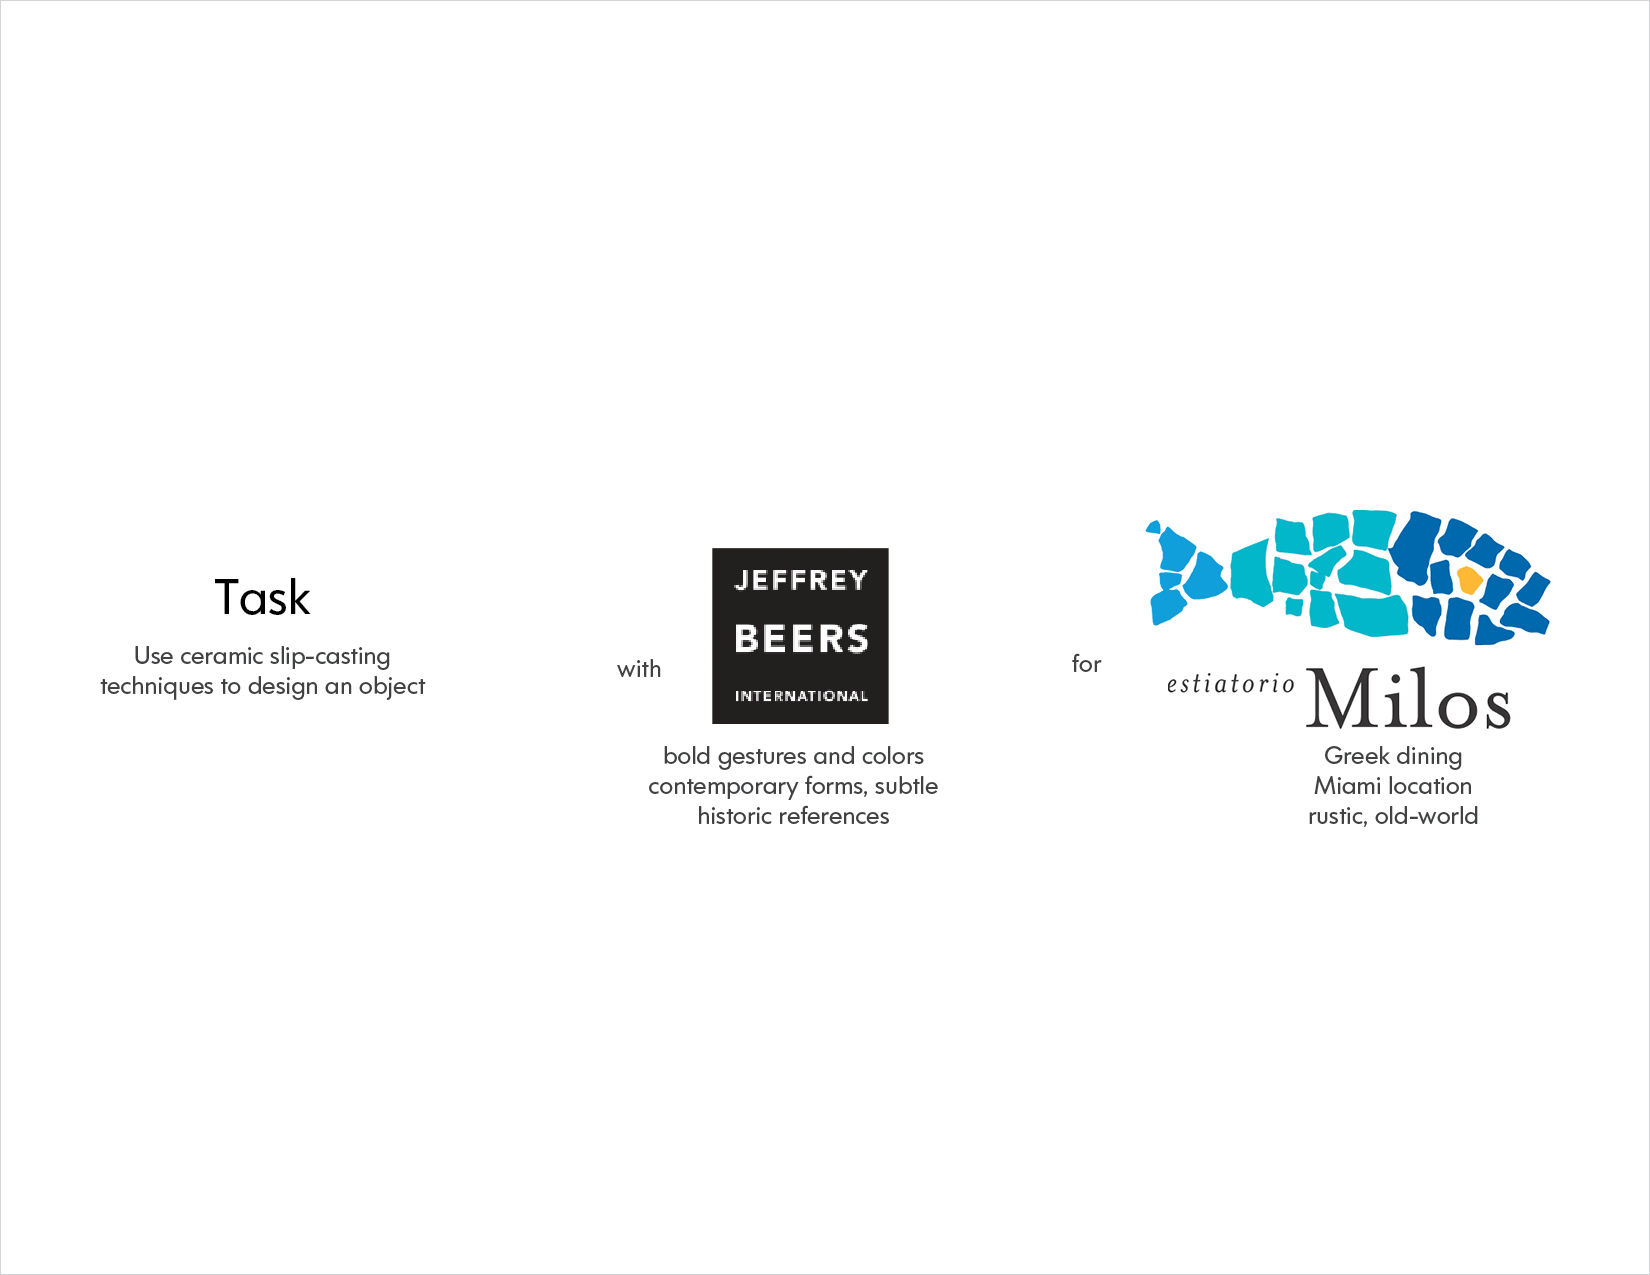 Task
Use ceramic slip-casting
techniques to design an object
with
JEFFREY
BEERS
INTERNATIONAL
bold gestures and colors
contemporary forms, subtle
historic references
for
estiatorio Milos
Greek dining
Miami location
rustic, old-world